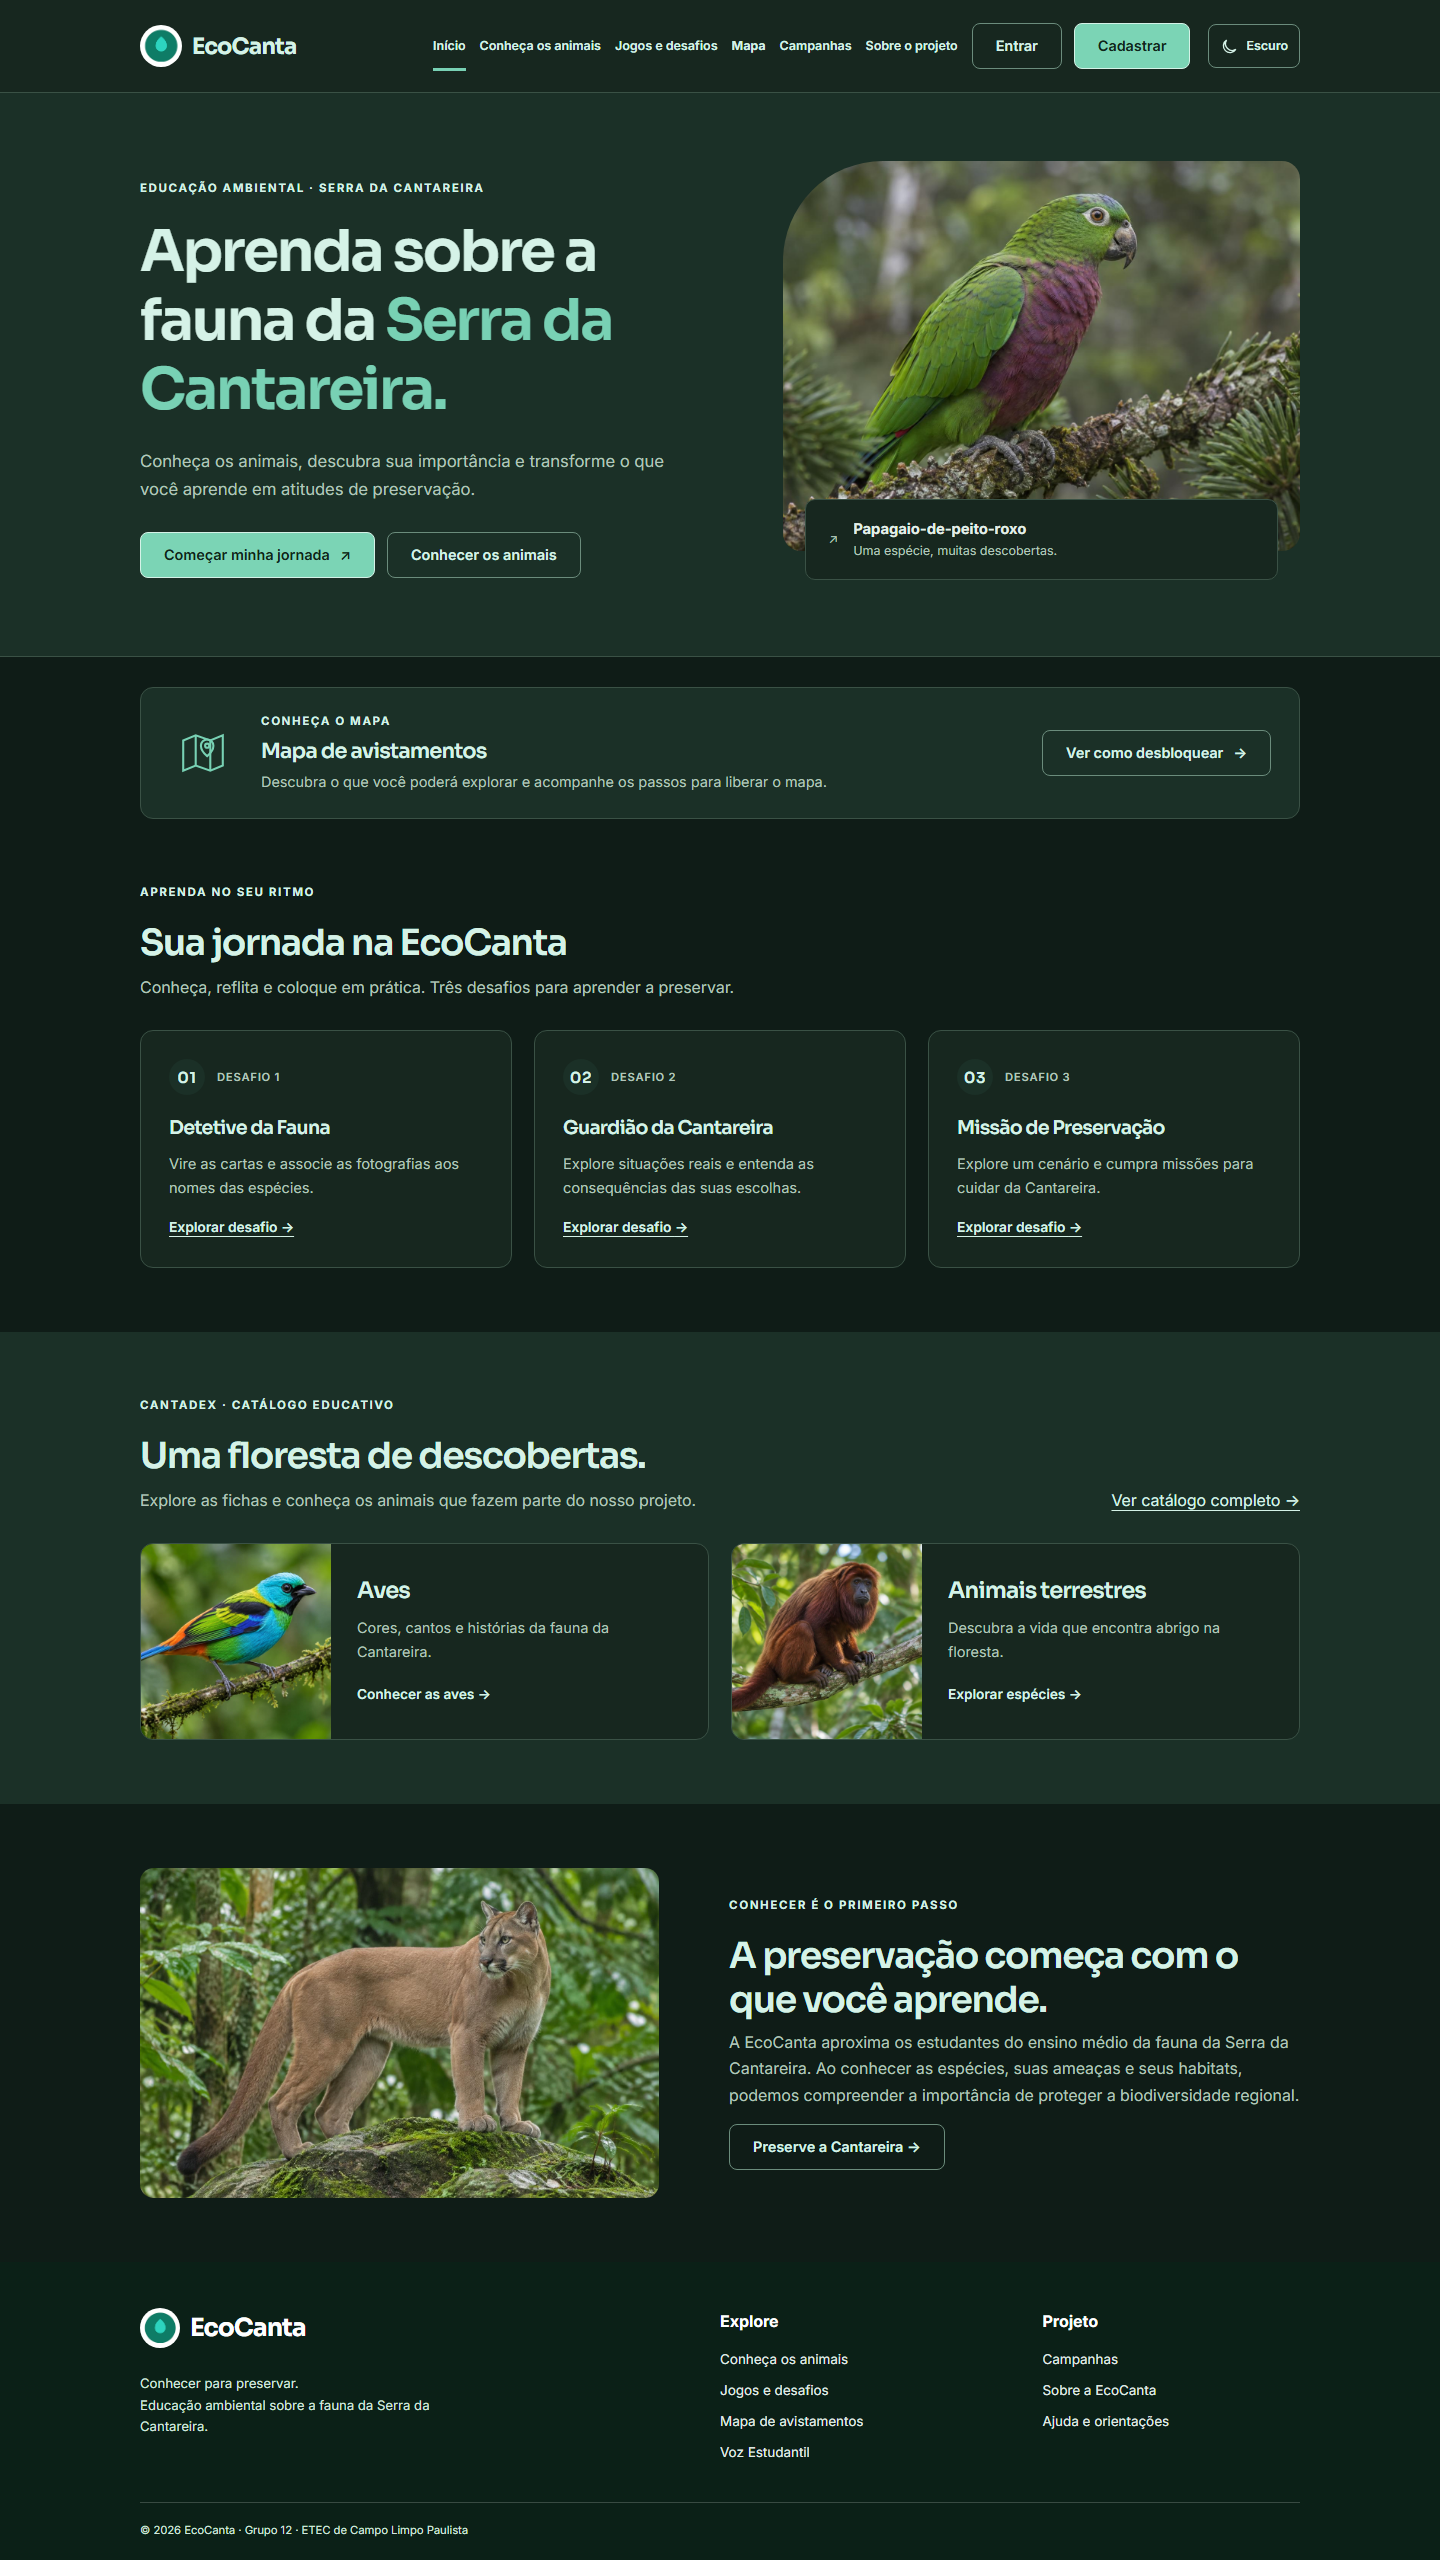 EcoCanta
Início Conheça os animais Jogos e desafios Mapa Campanhas Sobre o projeto Entrar Cadastrar Escuro
EDUCAÇÃO AMBIENTAL · SERRA DA CANTAREIRA
Aprenda sobre a
fauna da Serra da
Cantareira.
Conheça os animais, descubra sua importância e transforme o que
você aprende em atitudes de preservação.
Começar minha jornada ↗ Conhecer os animais
↗ Papagaio-de-peito-roxo
Uma espécie, muitas descobertas.
CONHEÇA O MAPA
Mapa de avistamentos
Descubra o que você poderá explorar e acompanhe os passos para liberar o mapa.
Ver como desbloquear →
APRENDA NO SEU RITMO
Sua jornada na EcoCanta
Conheça, reflita e coloque em prática. Três desafios para aprender a preservar.
01 DESAFIO 1
Detetive da Fauna
Vire as cartas e associe as fotografias aos
nomes das espécies.
Explorar desafio →
02 DESAFIO 2
Guardião da Cantareira
Explore situações reais e entenda as
consequências das suas escolhas.
Explorar desafio →
03 DESAFIO 3
Missão de Preservação
Explore um cenário e cumpra missões para
cuidar da Cantareira.
Explorar desafio →
CANTADEX · CATÁLOGO EDUCATIVO
Uma floresta de descobertas.
Explore as fichas e conheça os animais que fazem parte do nosso projeto.
Ver catálogo completo →
Aves
Cores, cantos e histórias da fauna da
Cantareira.
Conhecer as aves →
Animais terrestres
Descubra a vida que encontra abrigo na
floresta.
Explorar espécies →
CONHECER É O PRIMEIRO PASSO
A preservação começa com o
que você aprende.
A EcoCanta aproxima os estudantes do ensino médio da fauna da Serra da
Cantareira. Ao conhecer as espécies, suas ameaças e seus habitats,
podemos compreender a importância de proteger a biodiversidade regional.
Preserve a Cantareira →
EcoCanta
Conhecer para preservar.
Educação ambiental sobre a fauna da Serra da
Cantareira.
Explore
Conheça os animais
Jogos e desafios
Mapa de avistamentos
Voz Estudantil
Projeto
Campanhas
Sobre a EcoCanta
Ajuda e orientações
© 2026 EcoCanta · Grupo 12 · ETEC de Campo Limpo Paulista